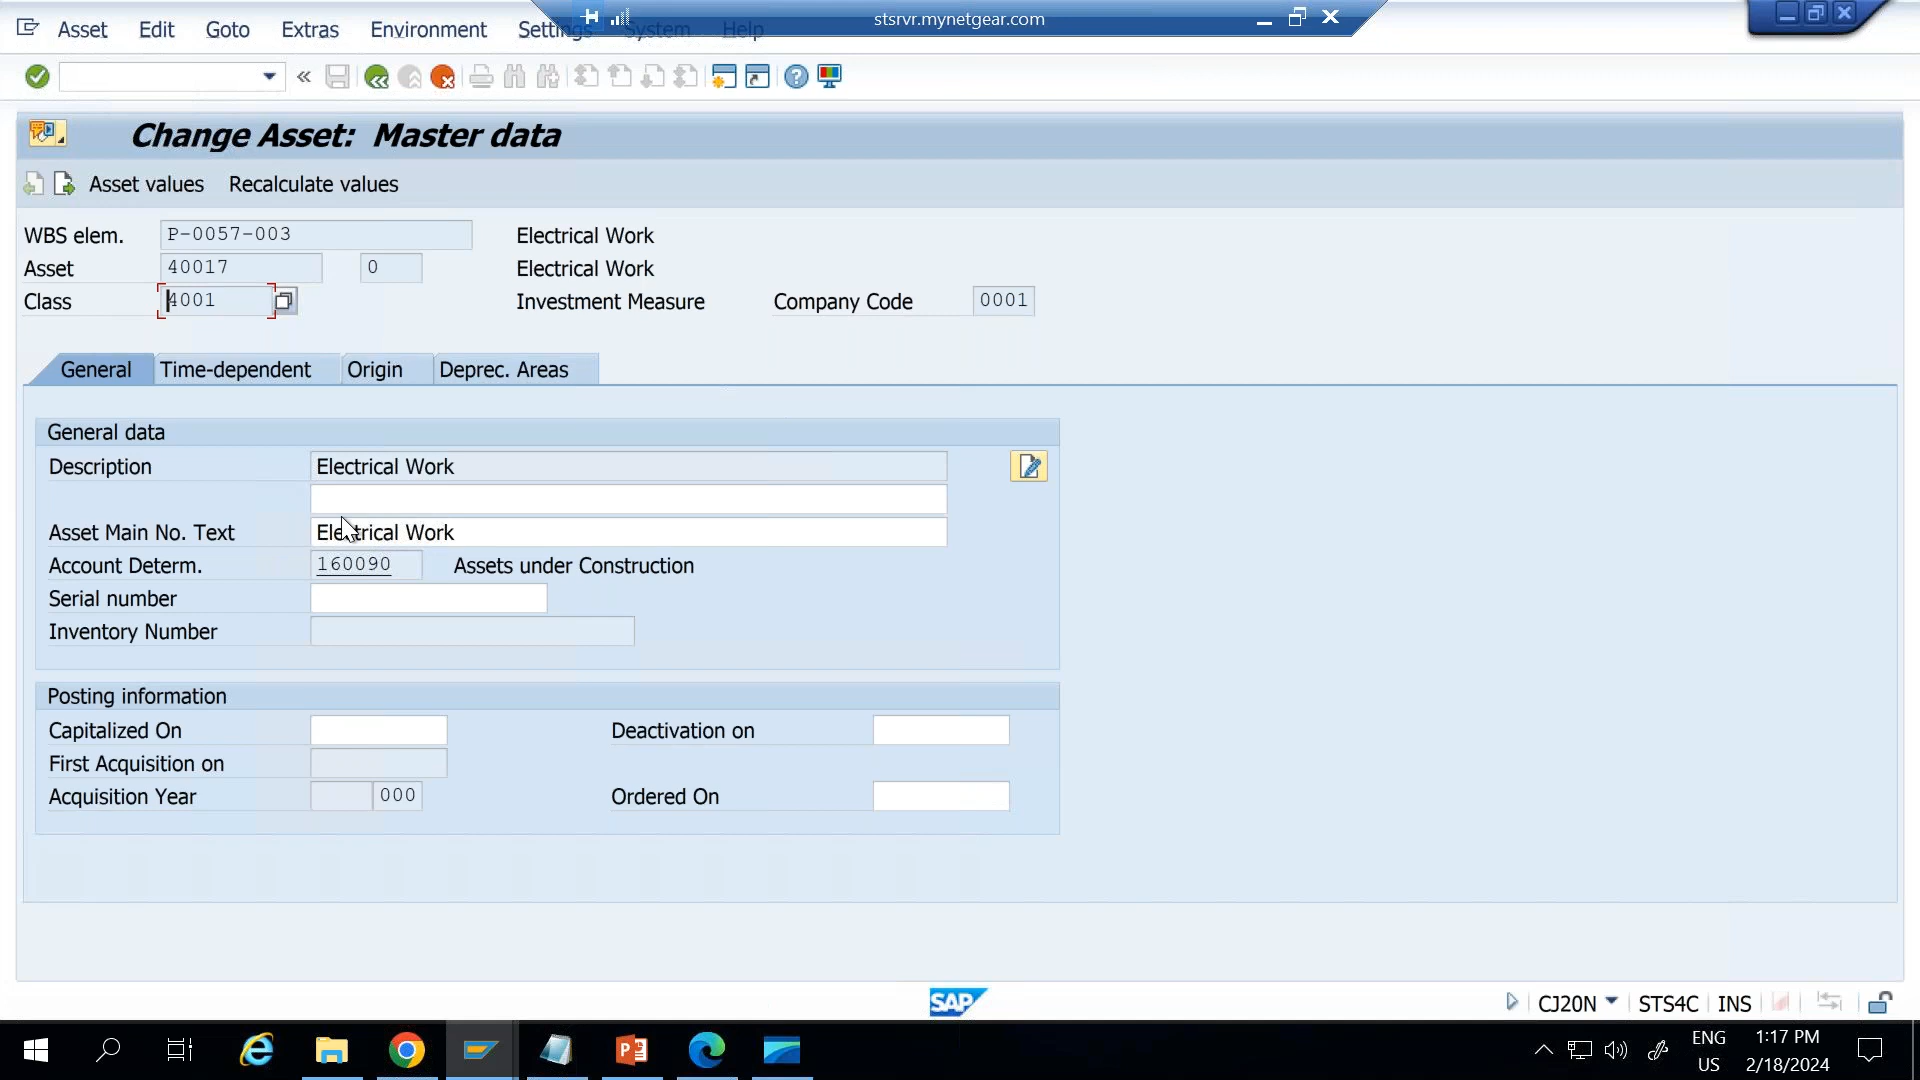 stsrvr.mynetgear.com
Asset Edit Goto Extras Environment Settings System Help
Change Asset: Master data
Asset values Recalculate values
WBS elem. P-0057-003 Electrical Work
Asset 40017 0 Electrical Work
Class 4001 Investment Measure Company Code 0001
General Time-dependent Origin Deprec. Areas
General data
Description Electrical Work
Asset Main No. Text Electrical Work
Account Determ. 160090 Assets under Construction
Serial number
Inventory Number
Posting information
Capitalized On Deactivation on
First Acquisition on
Acquisition Year 000 Ordered On
SAP CJ20N STS4C INS
ENG 1:17 PM
US 2/18/2024